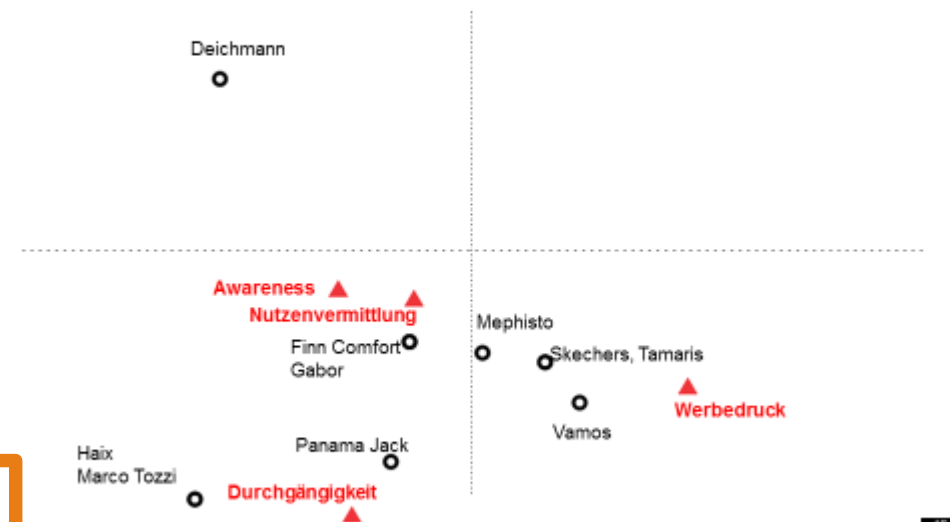 Deichmann
Awareness
Nutzenvermittlung
Mephisto
Finn Comfort
Gabor
Skechers, Tamaris
Werbedruck
Vamos
Panama Jack
Haix
Marco Tozzi
Durchgängigkeit